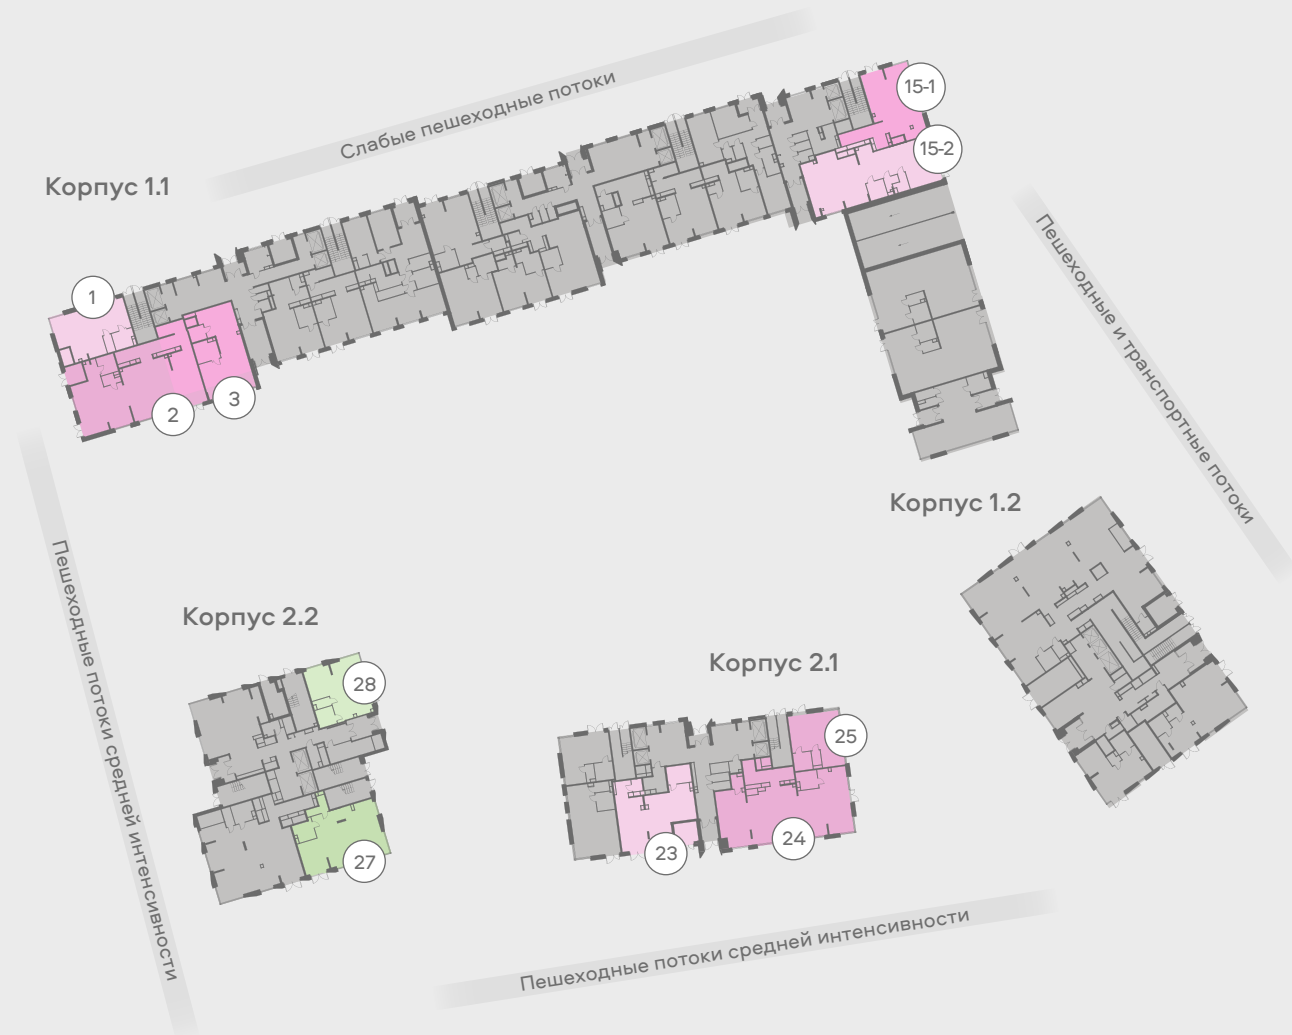 Слабые пешеходные потоки
15-1
15-2
Корпус 1.1
Пешеходные и транспортные потоки
1
2
3
Корпус 1.2
Пешеходные потоки средней интенсивности
Корпус 2.2
28
27
Корпус 2.1
25
24
23
Пешеходные потоки средней интенсивности